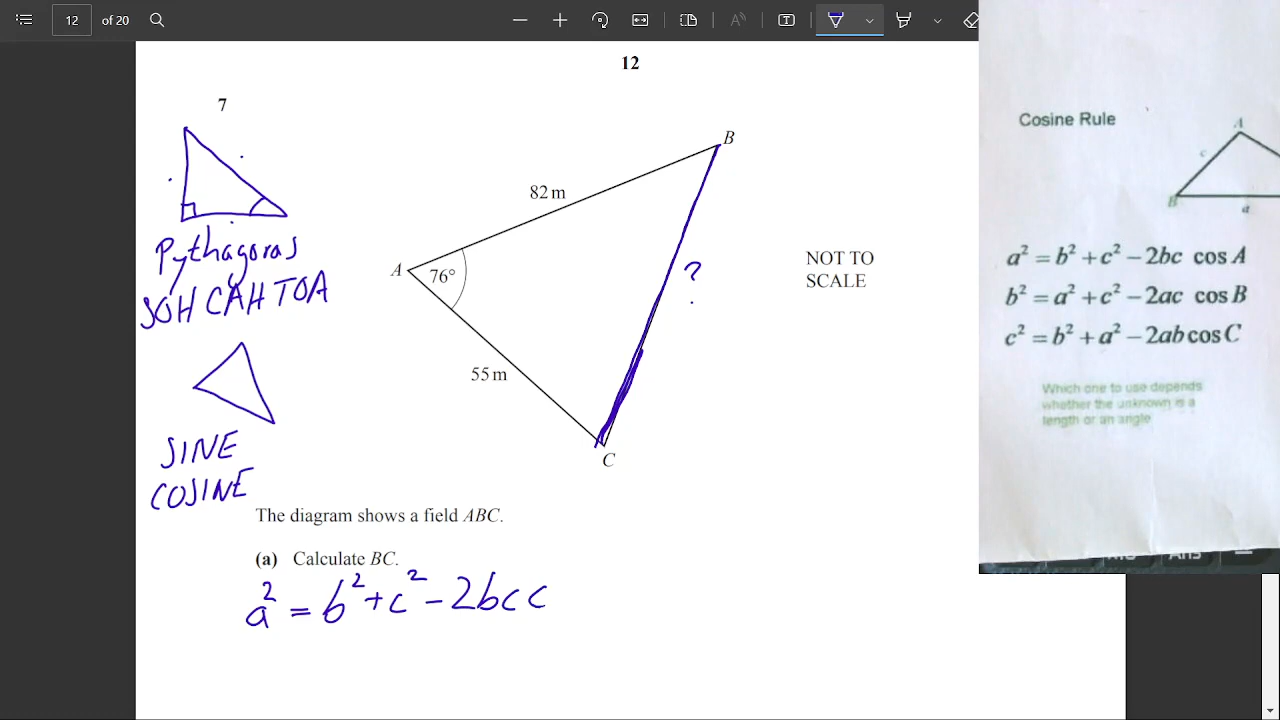 12 of 20
12
7
B
82 m
A
76°
?
NOT TO
SCALE
55 m
C
Pythagoras
SOH CAH TOA
SINE
COSINE
The diagram shows a field ABC.
(a) Calculate BC.
a² = b² + c² - 2bc c
Cosine Rule
A
c
B
a
a² = b² + c² − 2bc cos A
b² = a² + c² − 2ac cos B
c² = b² + a² − 2ab cos C
Which one to use depends
whether the unknown is a
length or an angle
Ans